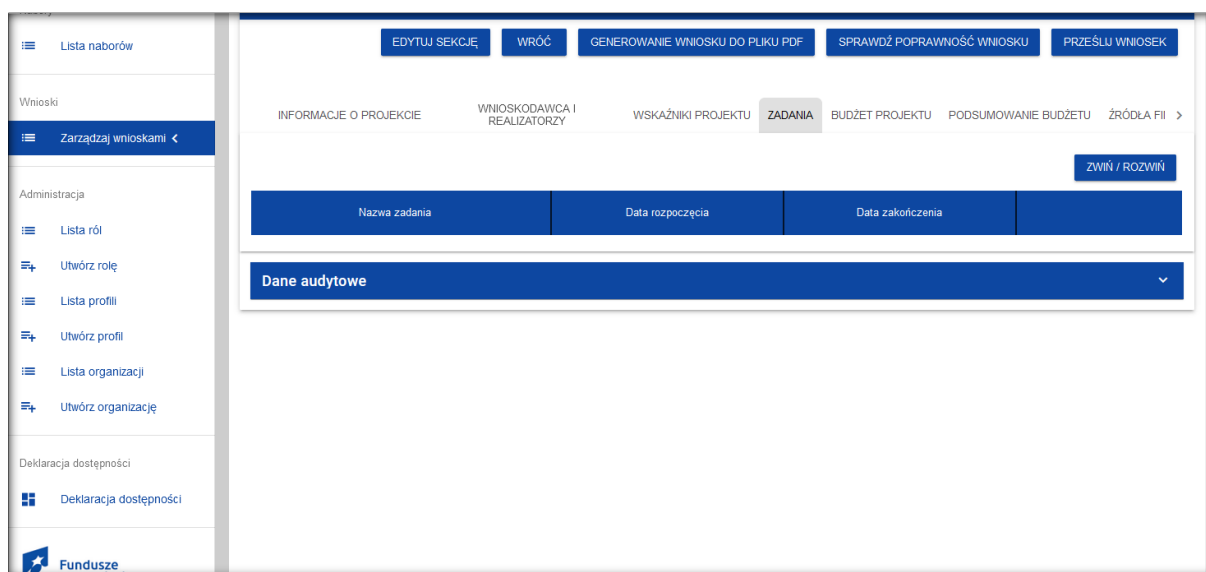 Lista naborów
Wnioski
Zarządzaj wnioskami
Administracja
Lista ról
Utwórz rolę
Lista profili
Utwórz profil
Lista organizacji
Utwórz organizację
Deklaracja dostępności
Deklaracja dostępności
Fundusze
EDYTUJ SEKCJĘ WRÓĆ GENEROWANIE WNIOSKU DO PLIKU PDF SPRAWDŹ POPRAWNOŚĆ WNIOSKU PRZEŚLIJ WNIOSEK
INFORMACJE O PROJEKCIE
WNIOSKODAWCA I
REALIZATORZY
WSKAŹNIKI PROJEKTU ZADANIA BUDŻET PROJEKTU PODSUMOWANIE BUDŻETU ŹRÓDŁA FII
ZWIŃ / ROZWIŃ
Nazwa zadania Data rozpoczęcia Data zakończenia
Dane audytowe